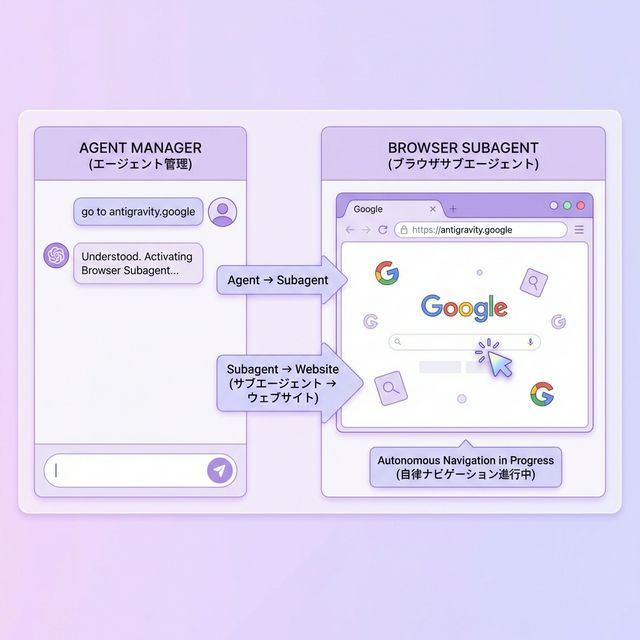 AGENT MANAGER
(エージェント管理)
go to antigravity.google
Understood. Activating
Browser Subagent...
Agent → Subagent
Subagent → Website
(サブエージェント →
ウェブサイト)
BROWSER SUBAGENT
(ブラウザサブエージェント)
Google
https://antigravity.google
G
G
Google
G
G
Autonomous Navigation in Progress
(自律ナビゲーション進行中)